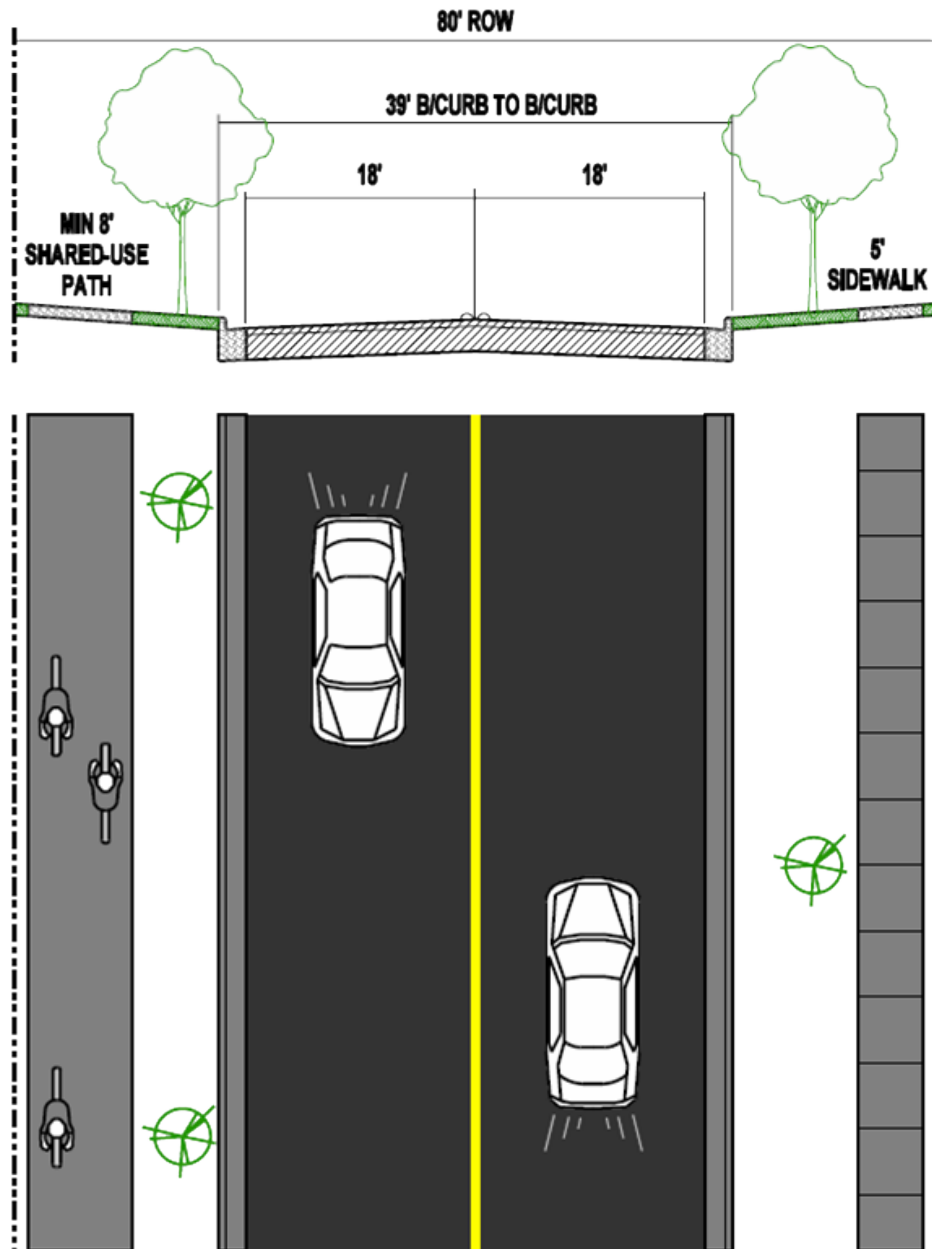 80' ROW
39' B/CURB TO B/CURB
18'
18'
MIN 8'
SHARED-USE
PATH
5'
SIDEWALK